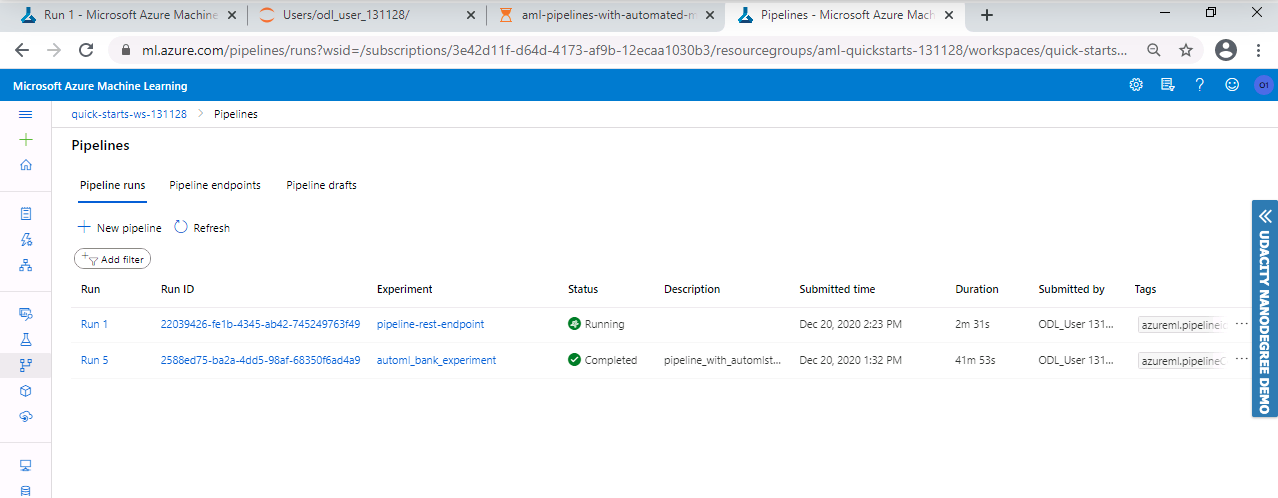 Run 1 - Microsoft Azure Machine
Users/odl_user_131128/
aml-pipelines-with-automated-m
Pipelines - Microsoft Azure Mach
ml.azure.com/pipelines/runs?wsid=/subscriptions/3e42d11f-d64d-4173-af9b-12ecaa1030b3/resourcegroups/aml-quickstarts-131128/workspaces/quick-starts...
Microsoft Azure Machine Learning
O1
quick-starts-ws-131128 > Pipelines
Pipelines
Pipeline runs Pipeline endpoints Pipeline drafts
New pipeline Refresh
Add filter
Run Run ID Experiment Status Description Submitted time Duration Submitted by Tags
Run 1 22039426-fe1b-4345-ab42-745249763f49 pipeline-rest-endpoint Running Dec 20, 2020 2:23 PM 2m 31s ODL_User 131... azureml.pipelineid ...
Run 5 2588ed75-ba2a-4dd5-98af-68350f6ad4a9 automl_bank_experiment Completed pipeline_with_automlst... Dec 20, 2020 1:32 PM 41m 53s ODL_User 131... azureml.pipelineC ...
UDACITY NANODEGREE DEMO